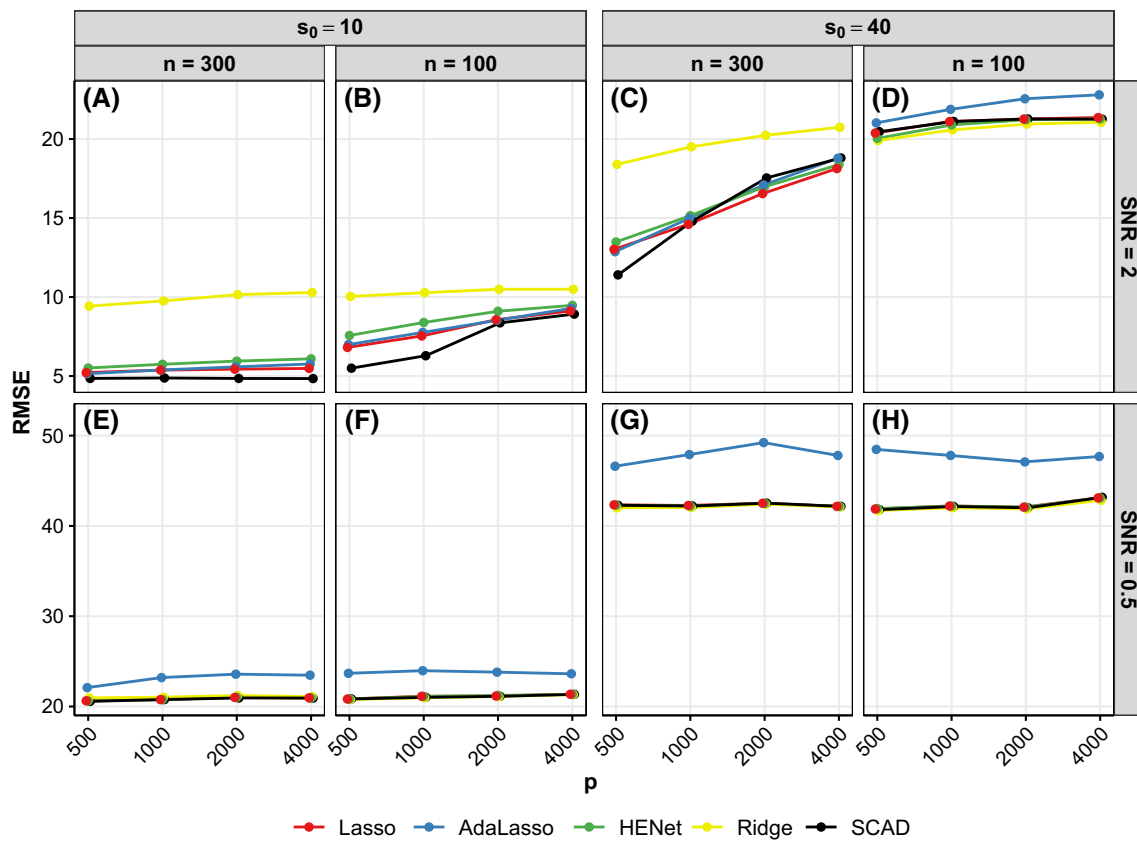 s₀ = 10
s₀ = 40
n = 300
n = 100
n = 300
n = 100
(A)
(B)
(C)
(D)
SNR = 2
20
15
10
5
RMSE
(E)
(F)
(G)
(H)
SNR = 0.5
50
40
30
20
500 1000 2000 4000
500 1000 2000 4000
500 1000 2000 4000
500 1000 2000 4000
p
Lasso AdaLasso HENet Ridge SCAD